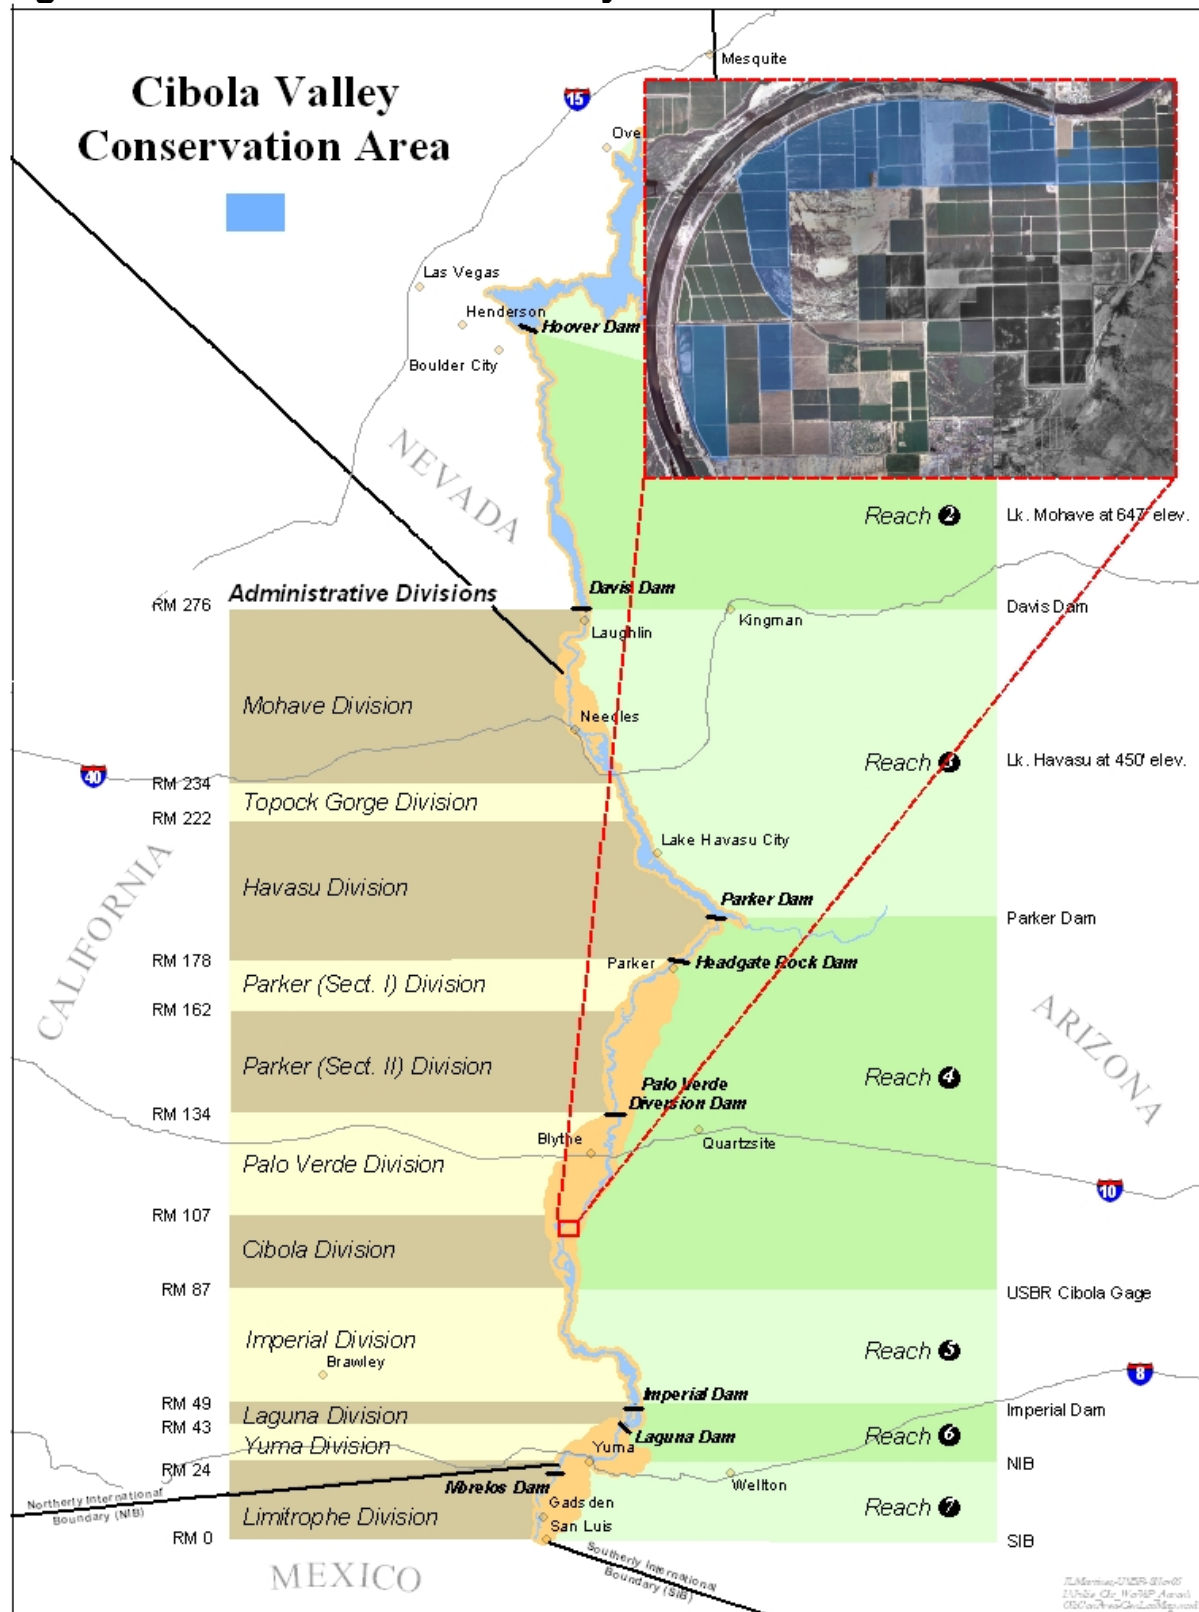 Cibola Valley
Conservation Area
Mesquite
15
Ove
Las Vegas
Henderson
Hoover Dam
Boulder City
NEVADA
Reach 2
Lk. Mohave at 647' elev.
Administrative Divisions
Davis Dam
RM 276
Laughlin
Kingman
Davis Dam
Mohave Division
Needles
Reach 3
Lk. Havasu at 450' elev.
40
RM 234
Topock Gorge Division
RM 222
Lake Havasu City
Havasu Division
CALIFORNIA
Parker Dam
Parker Dam
RM 178
Parker
Headgate Rock Dam
Parker (Sect. I) Division
RM 162
ARIZONA
Parker (Sect. II) Division
Reach 4
Palo Verde
Diversion Dam
RM 134
Blythe
Quartzsite
Palo Verde Division
10
RM 107
Cibola Division
RM 87
USBR Cibola Gage
Imperial Division
Reach 5
Brawley
8
RM 49
Imperial Dam
Imperial Dam
Laguna Division
RM 43
Laguna Dam
Reach 6
Yuma Division
Yuma
RM 24
NIB
Morelos Dam
Wellton
Northerly International
Boundary (NIB)
Gadsden
Limitrophe Division
Reach 7
San Luis
RM 0
SIB
Southerly International
Boundary (SIB)
MEXICO